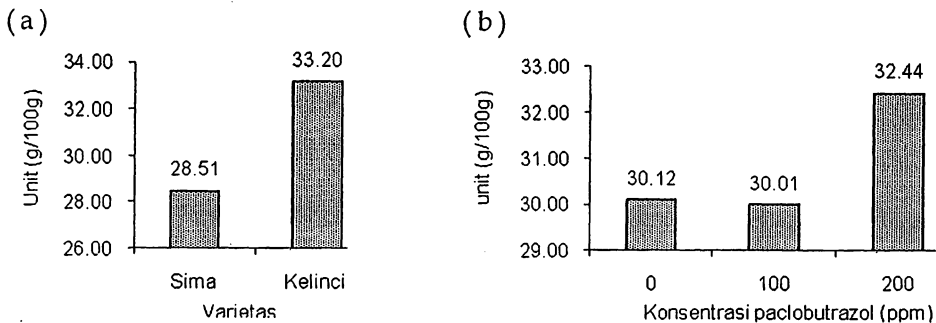 (a)
Unit (g/100g)
34.00
32.00
30.00
28.00
26.00
28.51
33.20
Sima
Kelinci
Varietas
(b)
unit (g/100g)
33.00
32.00
31.00
30.00
29.00
30.12
30.01
32.44
0
100
200
Konsentrasi paclobutrazol (ppm)